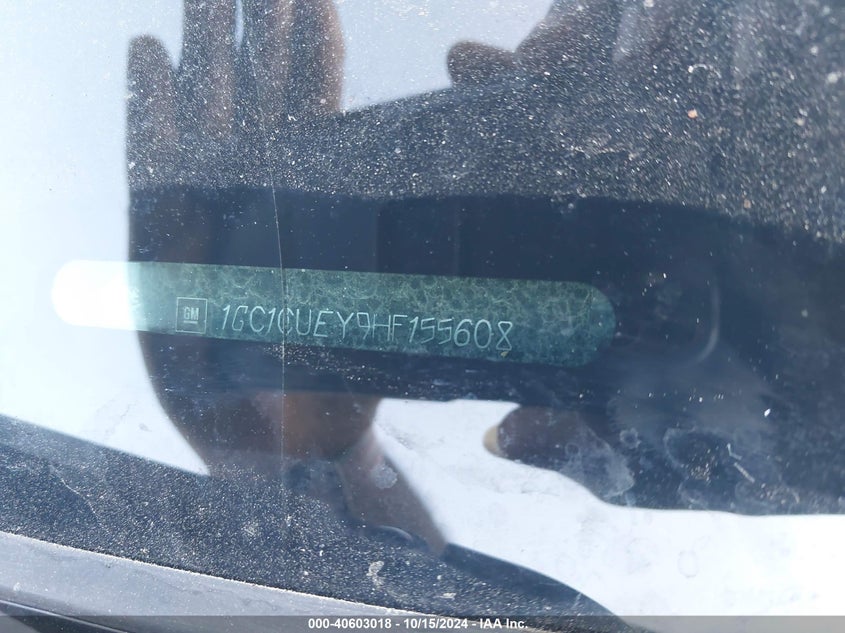 GM 1GC1CUEY9HF155608
000-40603018 - 10/15/2024 - IAA Inc.